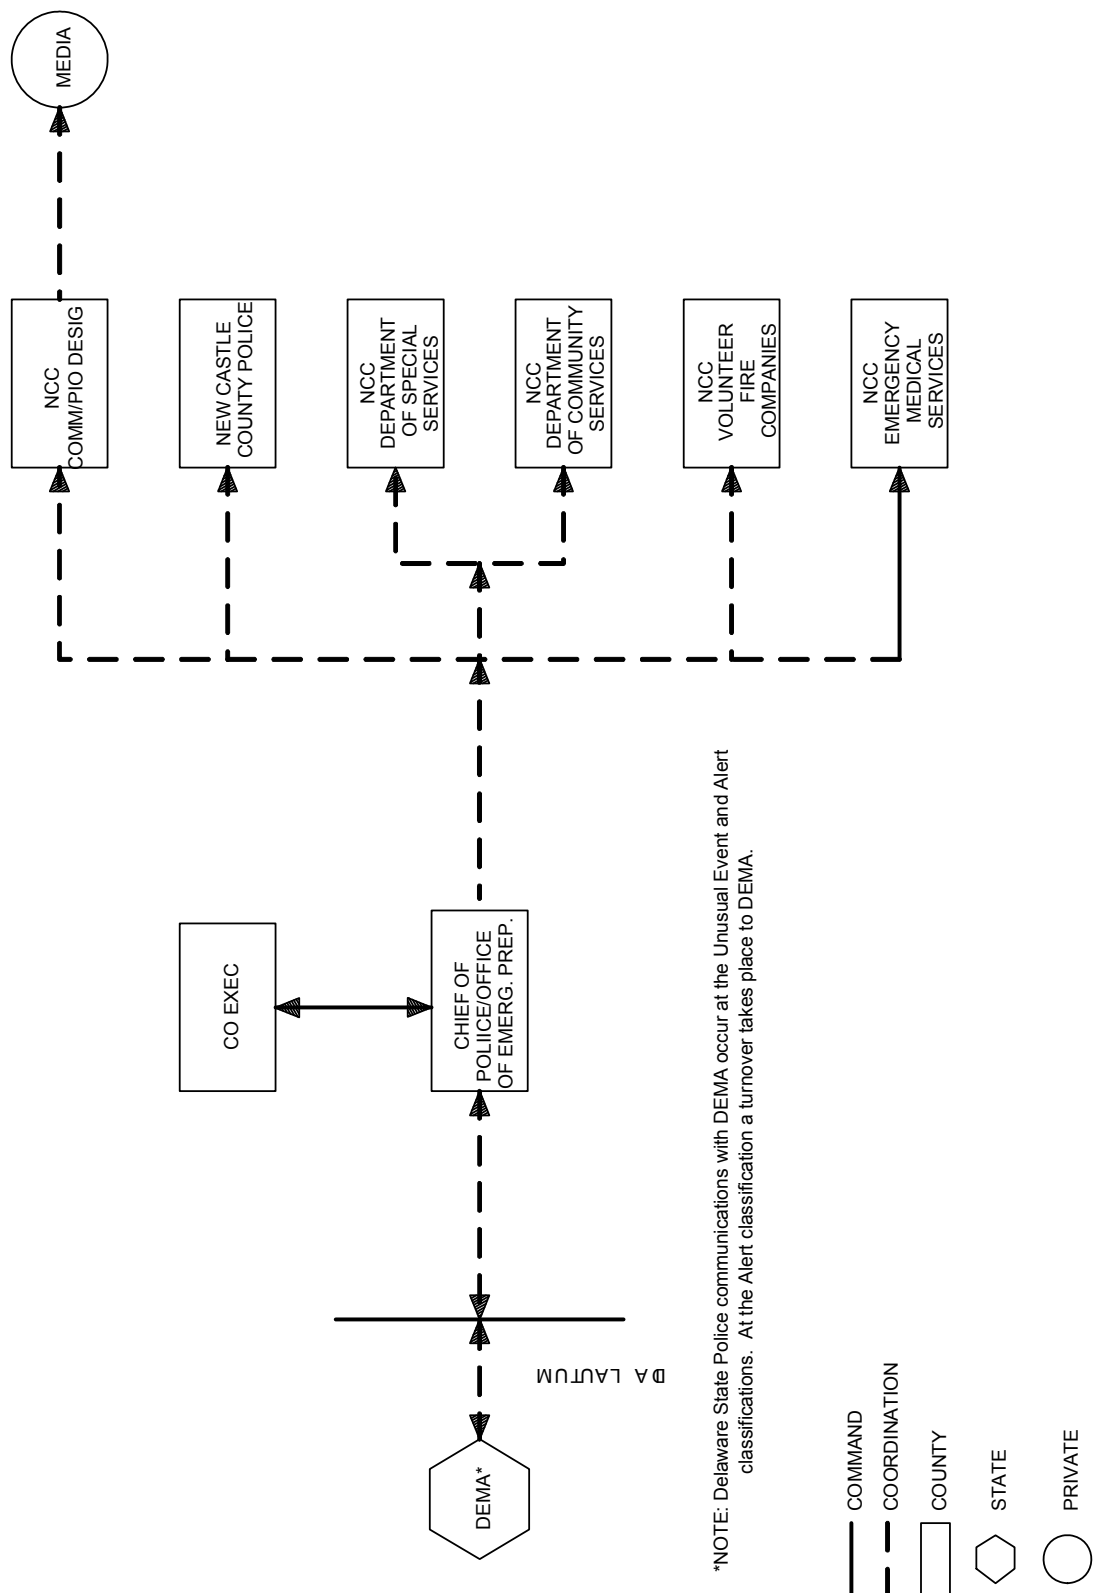 MEDIA
NCC
COMM/PIO DESIG
NEW CASTLE
COUNTY POLICE
NCC
DEPARTMENT
OF SPECIAL
SERVICES
NCC
DEPARTMENT
OF COMMUNITY
SERVICES
NCC
VOLUNTEER
FIRE
COMPANIES
NCC
EMERGENCY
MEDICAL
SERVICES
CO EXEC
CHIEF OF
POLIICE/OFFICE
OF EMERG. PREP.
MUTUAL AD
DEMA*
*NOTE: Delaware State Police communications with DEMA occur at the Unusual Event and Alert
classifications. At the Alert classification a turnover takes place to DEMA.
COMMAND
COORDINATION
COUNTY
STATE
PRIVATE